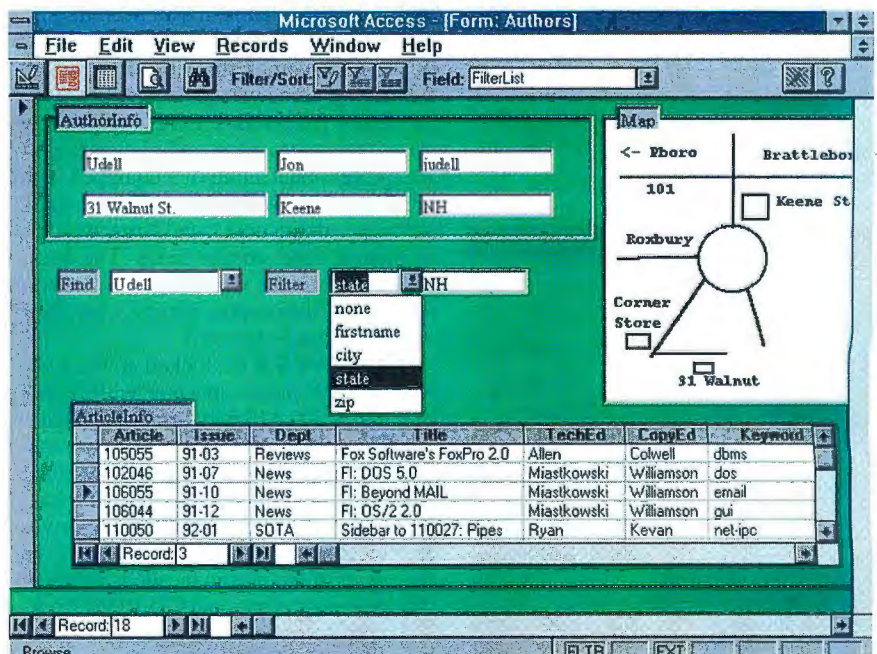 Microsoft Access - [Form: Authors]
File Edit View Records Window Help
Filter/Sort: Field: FilterList
AuthorInfo
Udell Jon judell
31 Walnut St. Keene NH
Find Udell Filter state NH
none
firstname
city
state
zip
Map
<- Pboro Brattlebor
101
Keene St
Roxbury
Corner
Store
31 Walnut
ArticleInfo
Article Issue Dept Title TechEd CopyEd Keyword
105055 91-03 Reviews Fox Software's FoxPro 2.0 Allen Colwell dbms
102046 91-07 News FI: DOS 5.0 Miastkowski Williamson dos
106055 91-10 News FI: Beyond MAIL Miastkowski Williamson email
106044 91-12 News FI: OS/2 2.0 Miastkowski Williamson gui
110050 92-01 SOTA Sidebar to 110027: Pipes Ryan Kevan net-ipc
Record: 3
Record: 18
Browse FLTR EXT